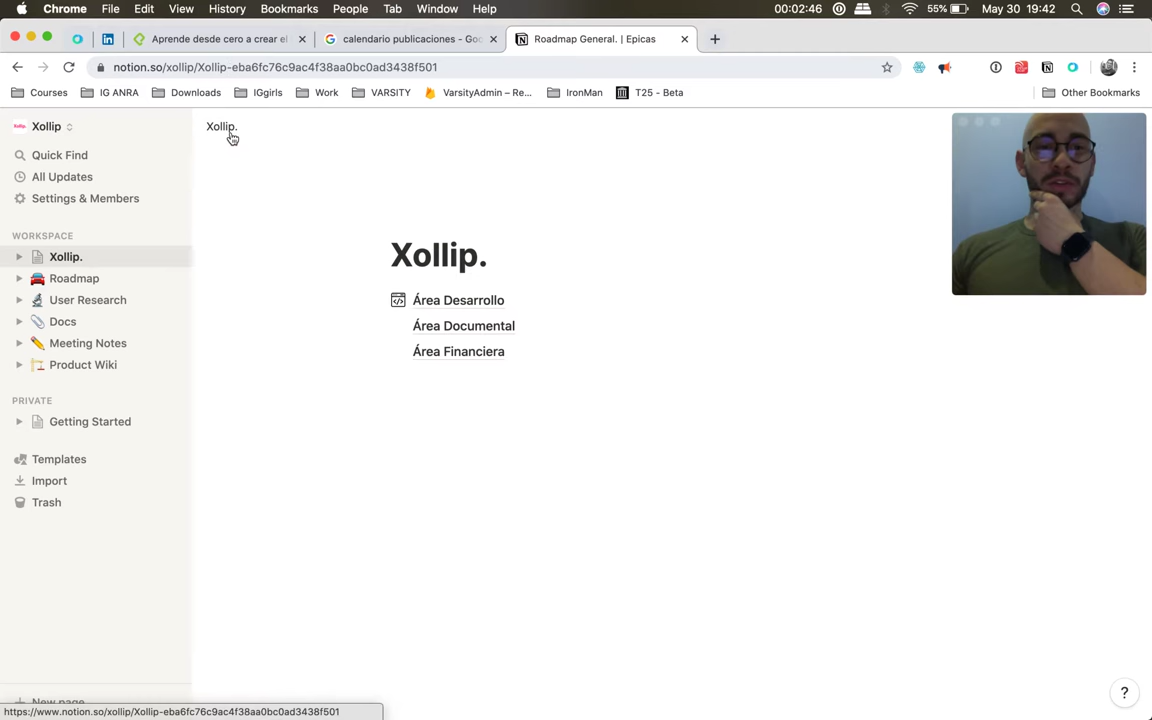 Chrome File Edit View History Bookmarks People Tab Window Help 00:02:46 55% May 30 19:42
Aprende desde cero a crear el
calendario publicaciones - Goo
Roadmap General. | Epicas
notion.so/xollip/Xollip-eba6fc76c9ac4f38aa0bc0ad3438f501
Courses IG ANRA Downloads IGgirls Work VARSITY VarsityAdmin – Re... IronMan T25 - Beta Other Bookmarks
Xollip
Xollip.
Quick Find
All Updates
Settings & Members
WORKSPACE
Xollip.
Roadmap
User Research
Docs
Meeting Notes
Product Wiki
PRIVATE
Getting Started
Templates
Import
Trash
New page
Xollip.
Área Desarrollo
Área Documental
Área Financiera
?
https://www.notion.so/xollip/Xollip-eba6fc76c9ac4f38aa0bc0ad3438f501